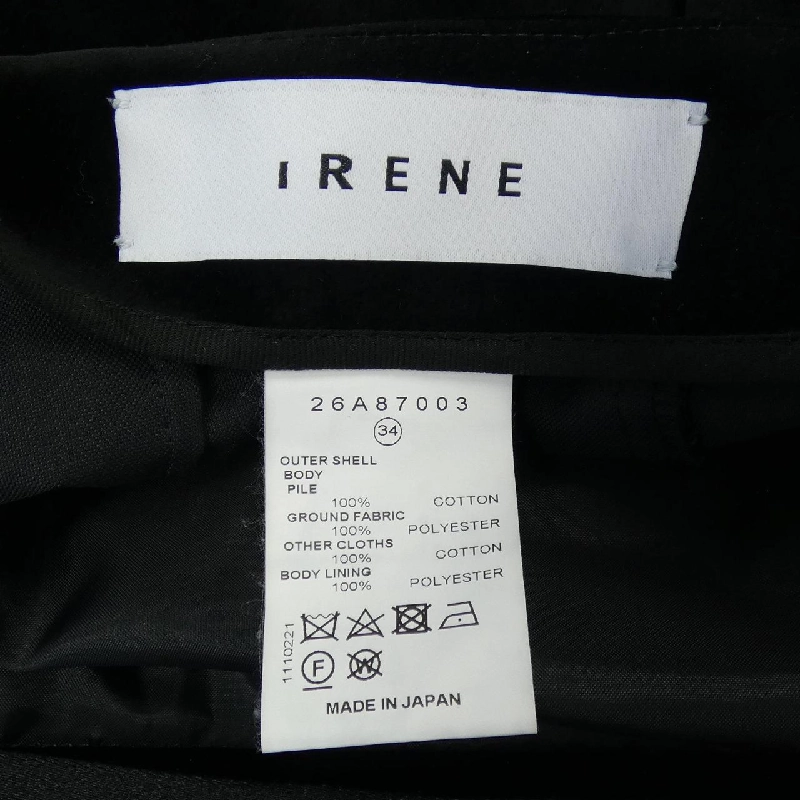 IRENE
26A87003
34
OUTER SHELL
BODY
PILE
100% COTTON
GROUND FABRIC
100% POLYESTER
OTHER CLOTHS
100% COTTON
BODY LINING
100% POLYESTER
1110221
F W
MADE IN JAPAN